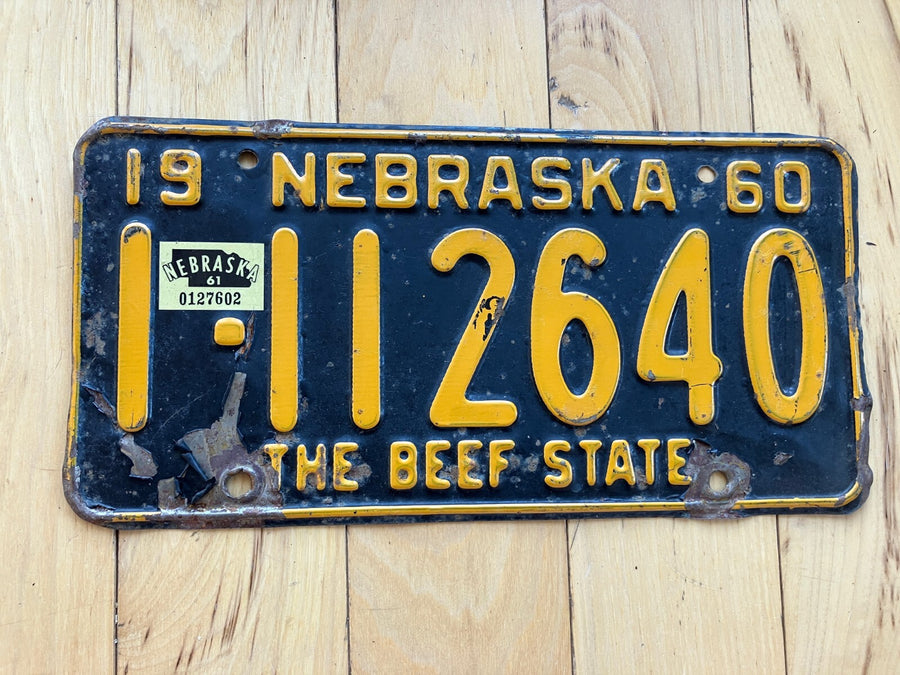 19 NEBRASKA 60
1·112640
NEBRASKA
61
0127602
THE BEEF STATE